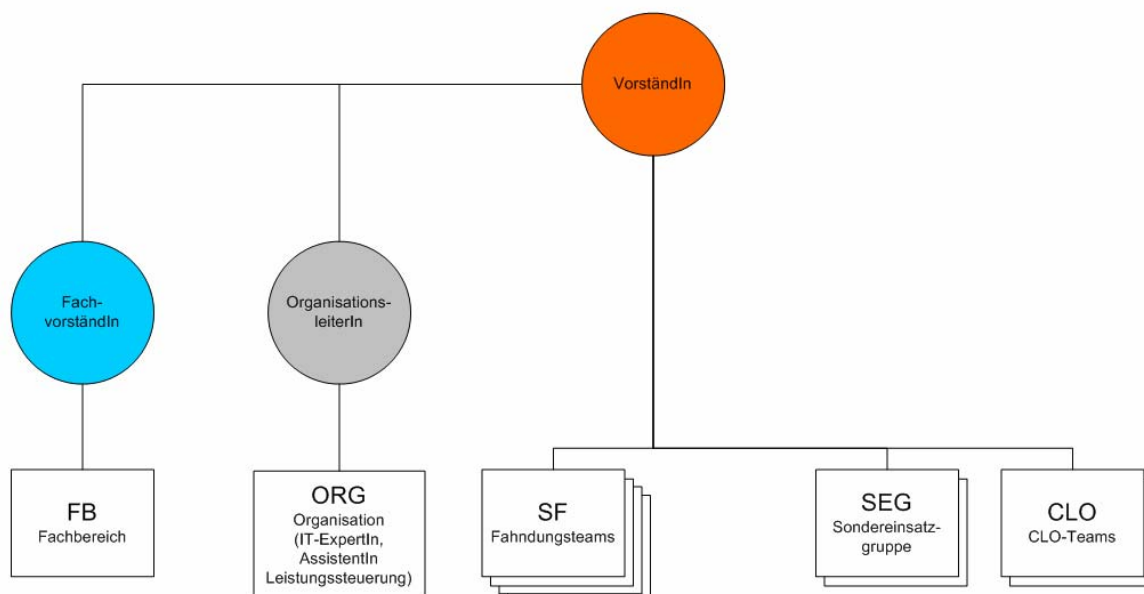 VorständIn
Fach-
vorständIn
Organisations-
leiterIn
FB
Fachbereich
ORG
Organisation
(IT-ExpertIn,
AssistentIn
Leistungssteuerung)
SF
Fahndungsteams
SEG
Sondereinsatz-
gruppe
CLO
CLO-Teams